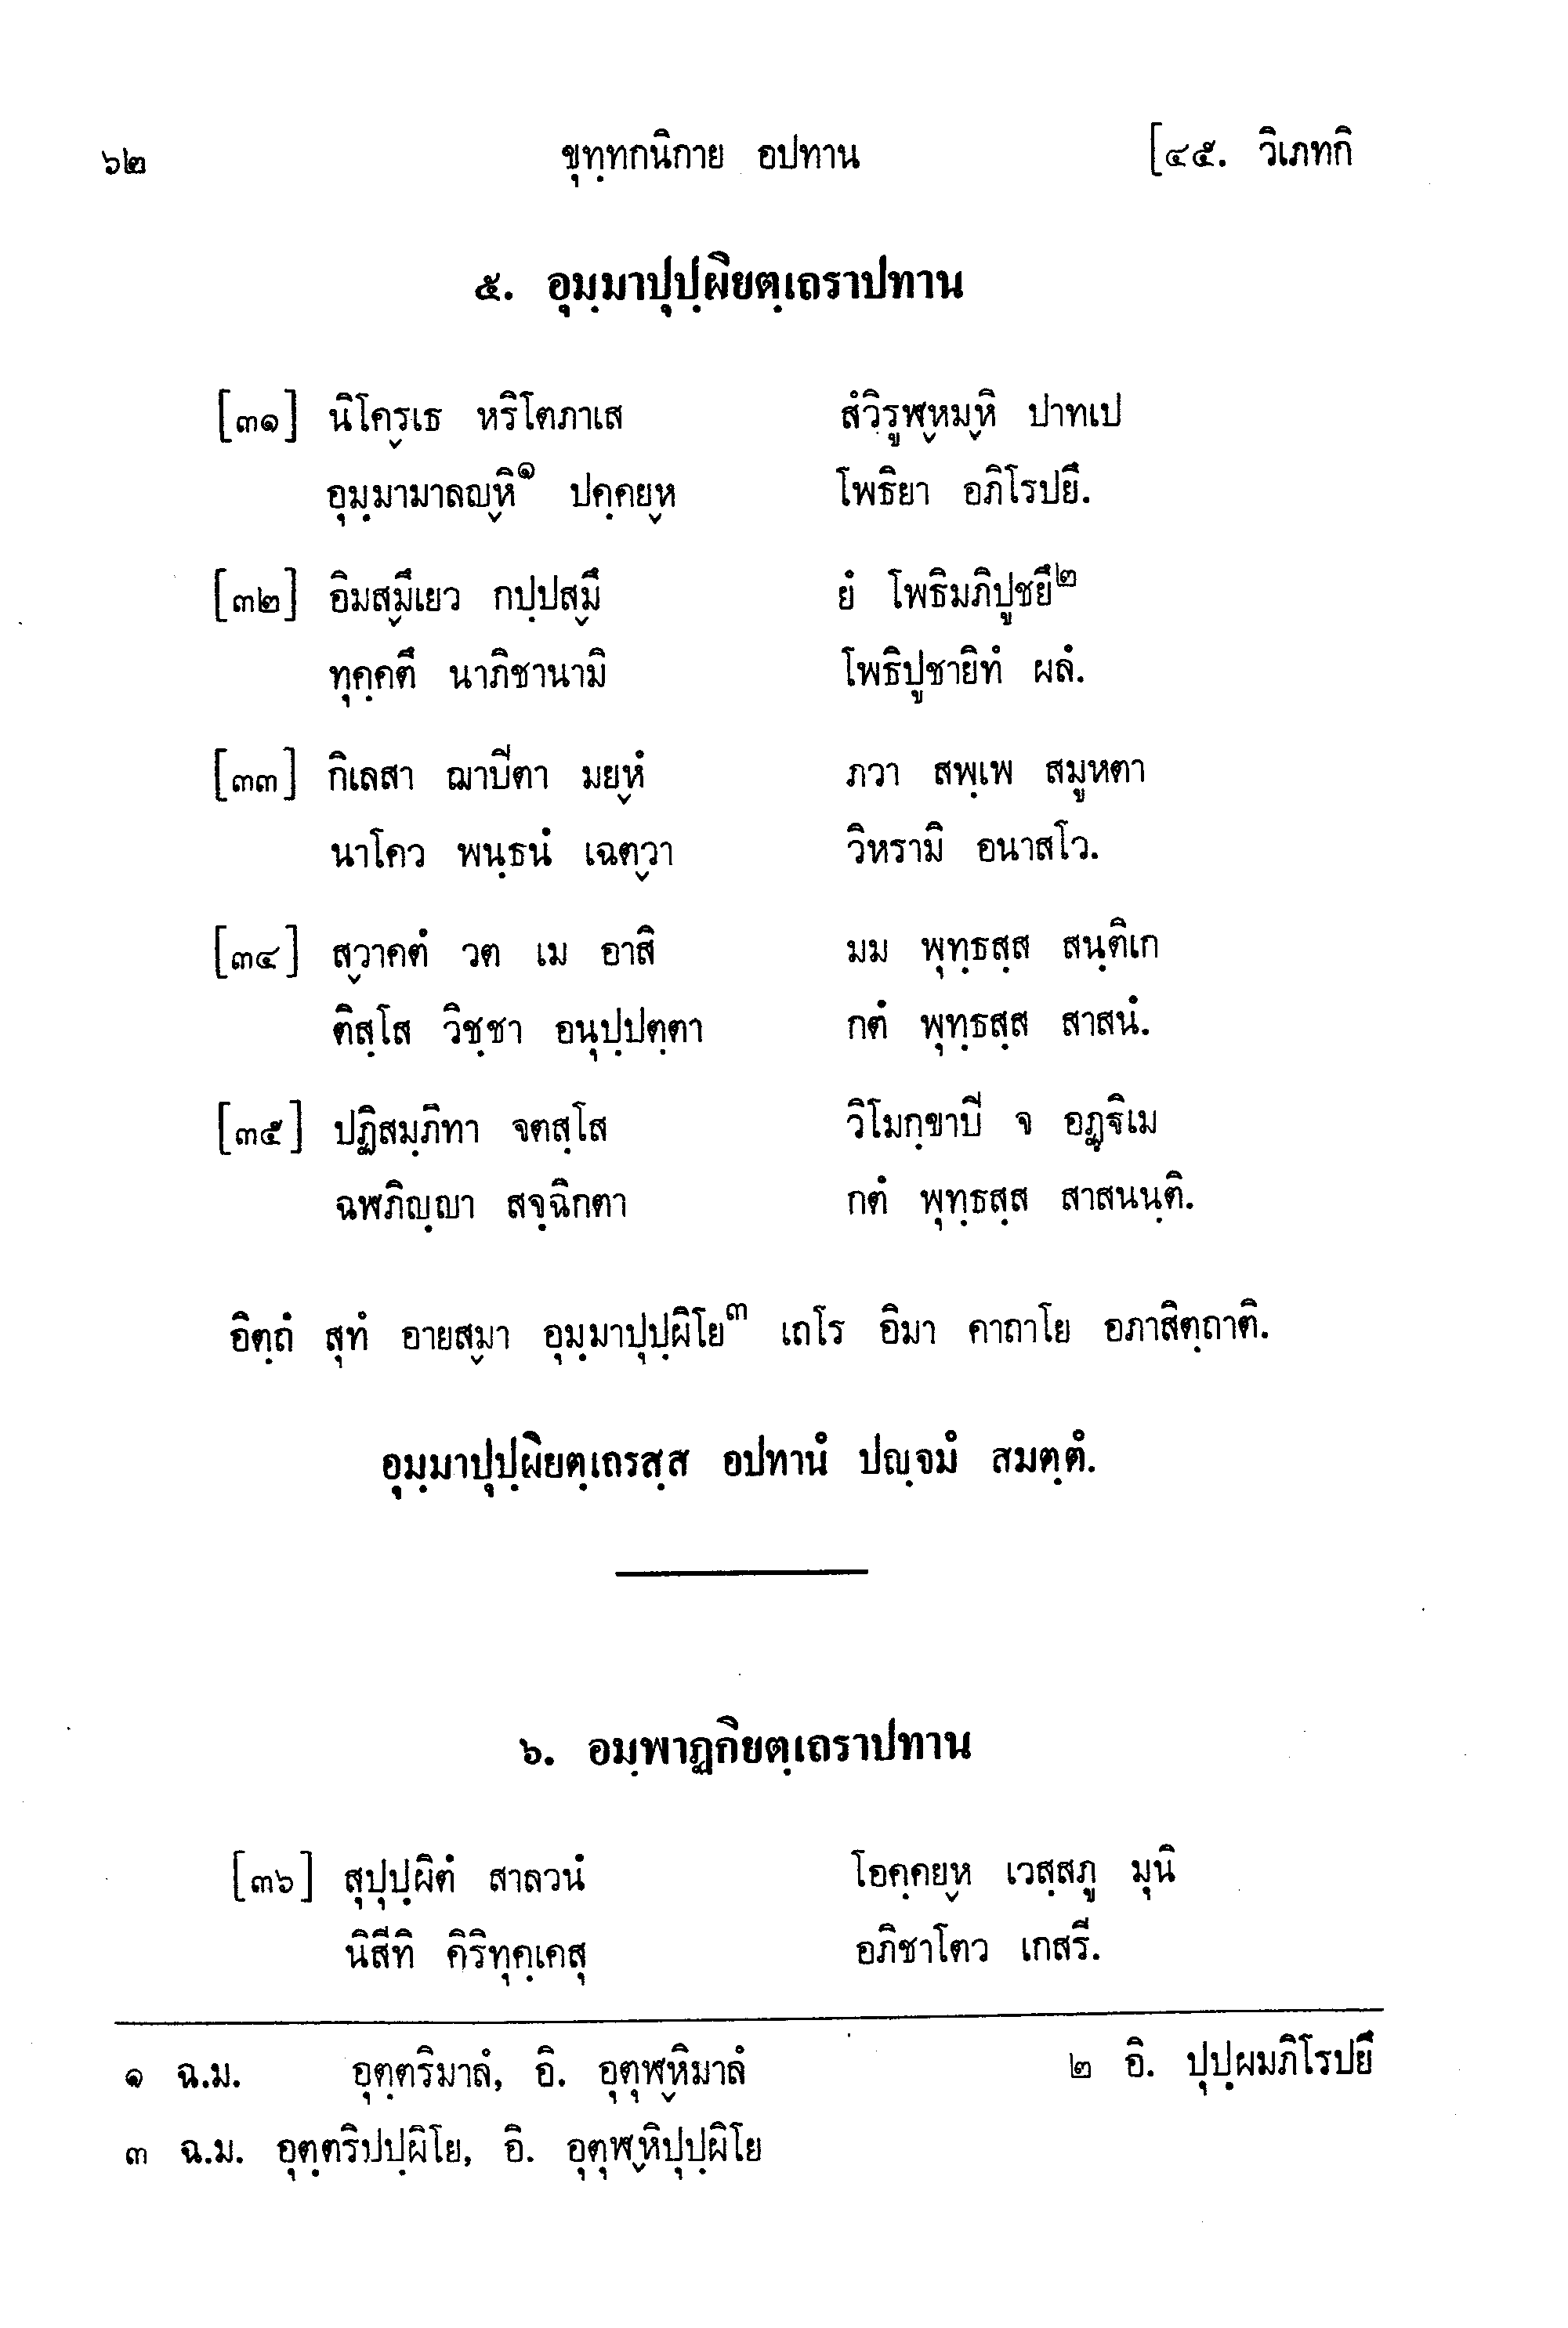 ๖๒ ขุทฺทกนิกาย อปทาน [๔๕. วิเภทกิ
๕. อุมฺมาปุปฺผิยตฺเถราปทาน
[๓๑] นิโคฺรเธ หริโตภาเส สํวิรูฬฺหมฺหิ ปาทเป
อุมฺมามาลญฺหิ๑ ปคฺคยฺห โพธิยา อภิโรปยึ.
[๓๒] อิมสฺมึเยว กปฺปสฺมึ ยํ โพธิมภิปูชยึ๒
ทุคฺคตึ นาภิชานามิ โพธิปูชายิทํ ผลํ.
[๓๓] กิเลสา ฌาปิตา มยฺหํ ภวา สพฺเพ สมูหตา
นาโคว พนฺธนํ เฉตฺวา วิหรามิ อนาสโว.
[๓๔] สฺวาคตํ วต เม อาสิ มม พุทฺธสฺส สนฺติเก
ติสฺโส วิชฺชา อนุปฺปตฺตา กตํ พุทฺธสฺส สาสนํ.
[๓๕] ปฏิสมฺภิทา จตสฺโส วิโมกฺขาปิ จ อฏฺฐิเม
ฉฬภิญฺญา สจฺฉิกตา กตํ พุทฺธสฺส สาสนนฺติ.
อิตฺถํ สุทํ อายสฺมา อุมฺมาปุปฺผิโย๓ เถโร อิมา คาถาโย อภาสิตฺถาติ.
อุมฺมาปุปฺผิยตฺเถรสฺส อปทานํ ปญฺจมํ สมตฺตํ.
๖. อมฺพาฏกิยตฺเถราปทาน
[๓๖] สุปุปฺผิตํ สาลวนํ โอคฺคยฺห เวสฺสภู มุนิ
นิสีทิ คิริทุคฺเคสุ อภิชาโตว เกสรี.
๑ ฉ.ม. อุตฺตริมาลํ, อิ. อุตุฬฺหิมาลํ ๒ อิ. ปุปฺผมภิโรปยึ
๓ ฉ.ม. อุตฺตริปปฺผิโย, อิ. อุตุฬฺหิปุปฺผิโย